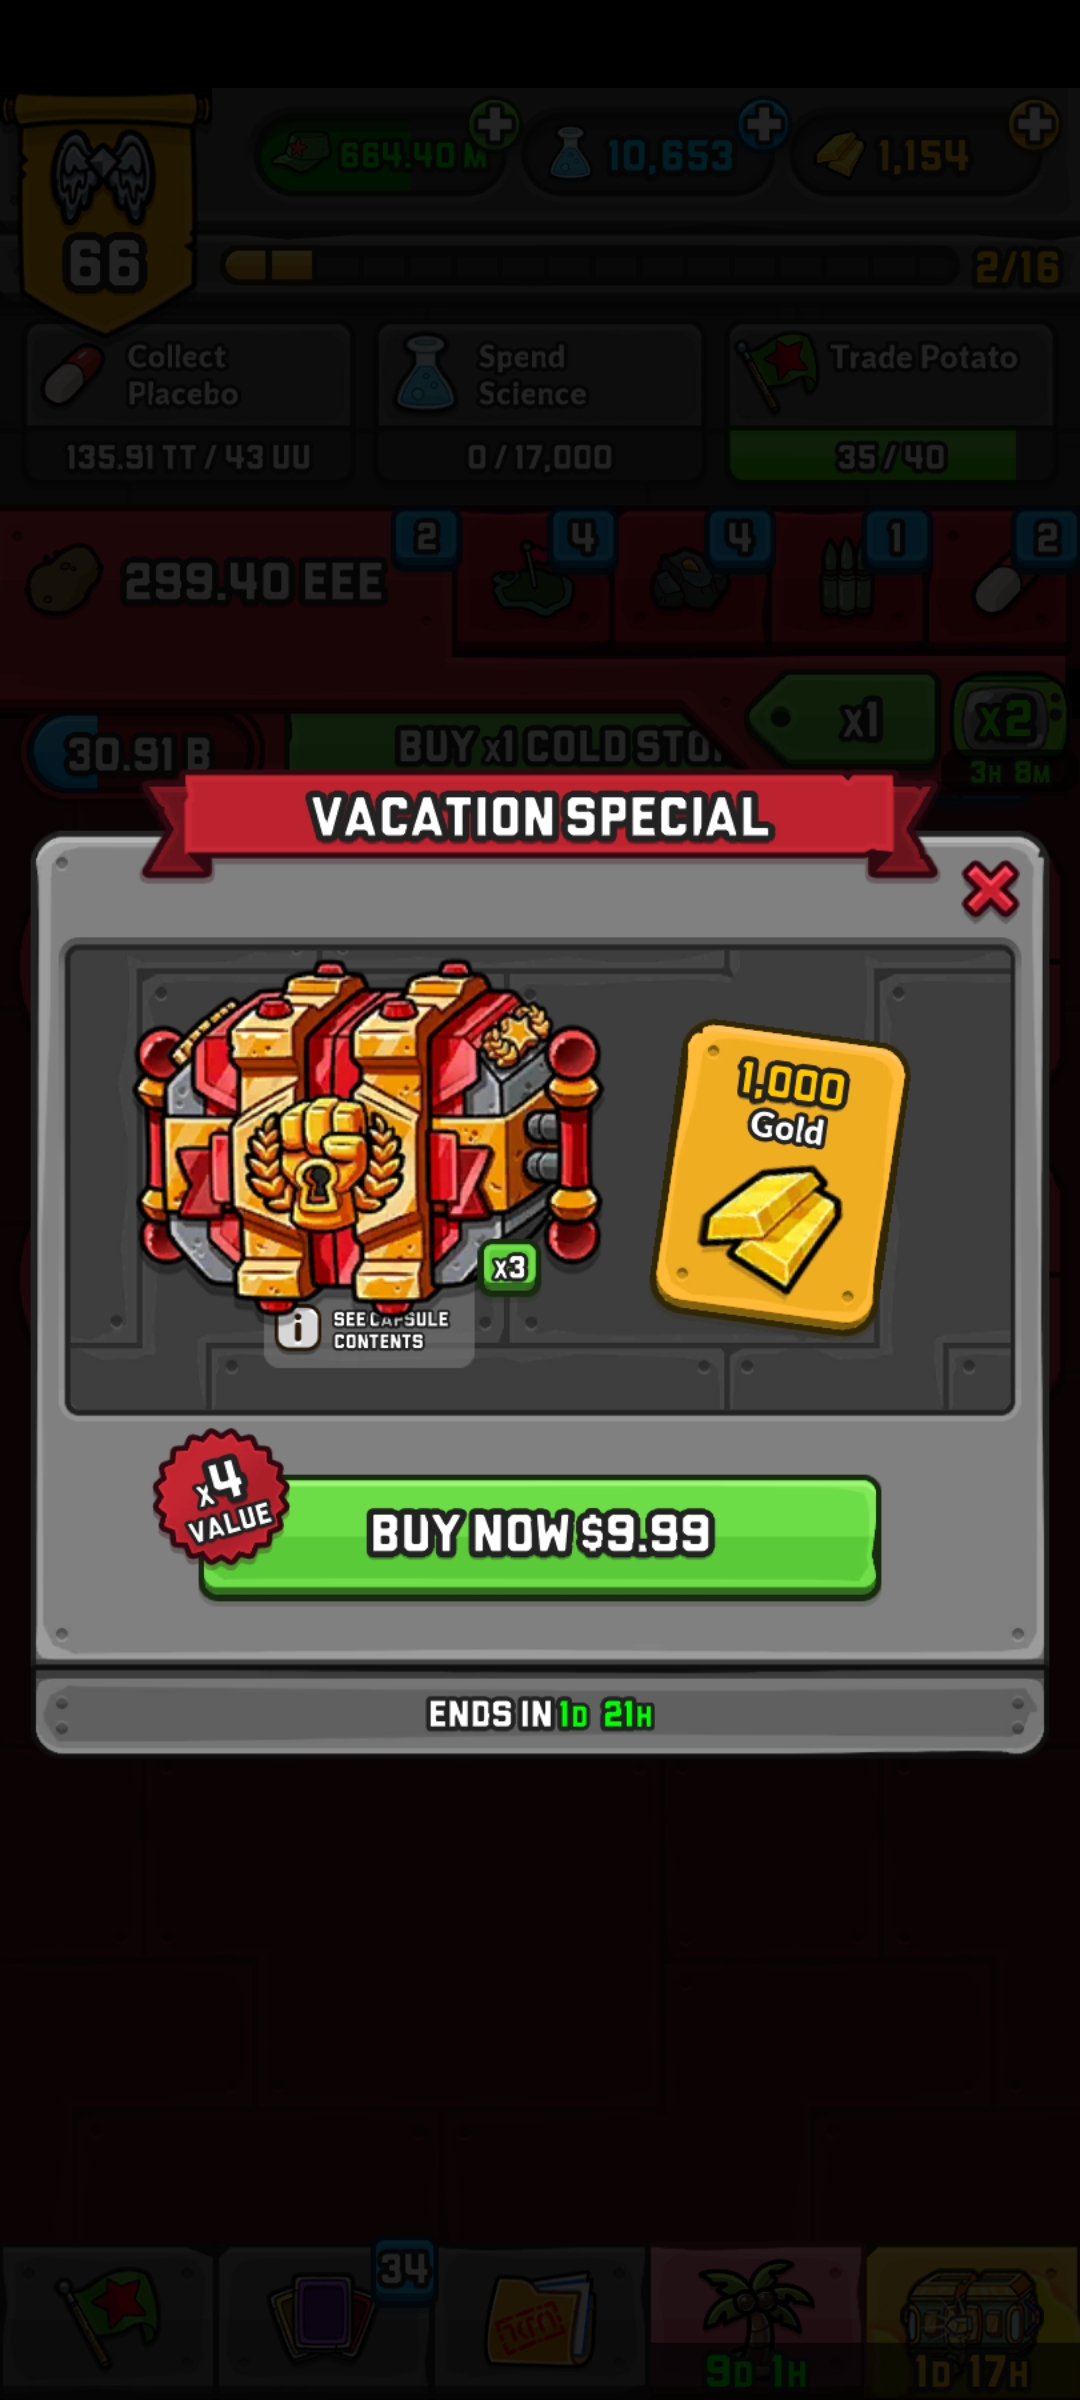 664.40 M
10,653
1,154
66
2/16
Collect
Placebo
Spend
Science
Trade Potato
135.91 TT / 43 UU
0 / 17,000
35 / 40
299.40 EEE
2
4
4
1
2
30.91 B
BUY x1 COLD STO
x1
x2
3H 8M
VACATION SPECIAL
1,000
Gold
x3
i
SEE CAPSULE
CONTENTS
x4
VALUE
BUY NOW $9.99
ENDS IN 1D 21H
34
9D 1H
1D 17H